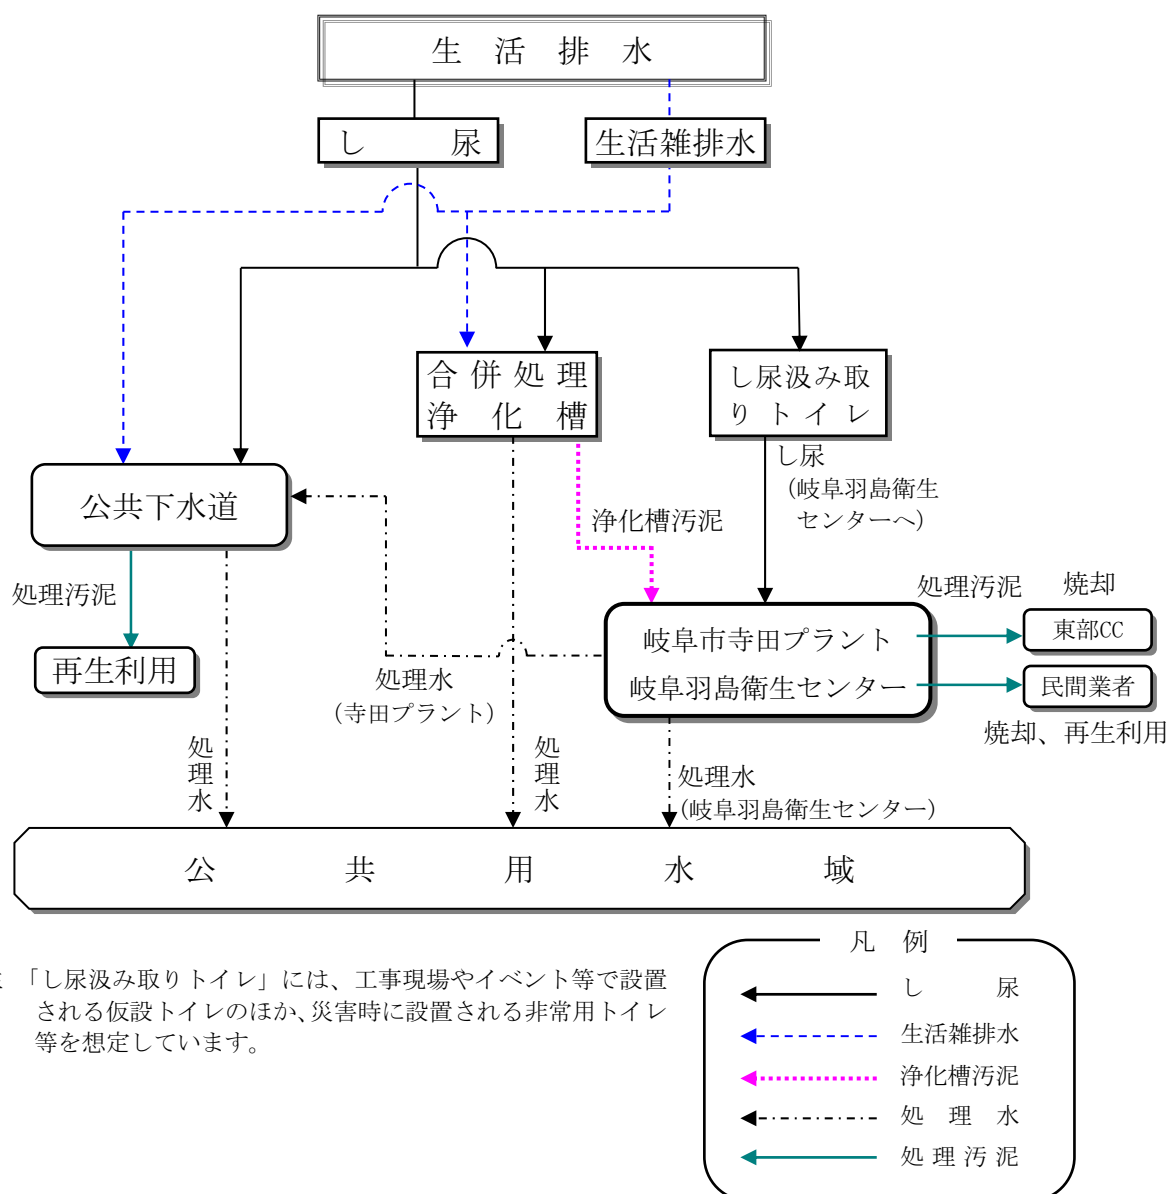 生活排水
し尿
生活雑排水
合併処理
浄化槽
し尿汲み取
りトイレ
し尿
(岐阜羽島衛生
センターへ)
公共下水道
浄化槽汚泥
処理汚泥
処理汚泥
焼却
東部CC
岐阜市寺田プラント
岐阜羽島衛生センター
民間業者
焼却、再生利用
再生利用
処理水
(寺田プラント)
処理水
処理水
処理水
(岐阜羽島衛生センター)
公共用水域
「し尿汲み取りトイレ」には、工事現場やイベント等で設置
される仮設トイレのほか、災害時に設置される非常用トイレ
等を想定しています。
凡例
し尿
生活雑排水
浄化槽汚泥
処理水
処理汚泥